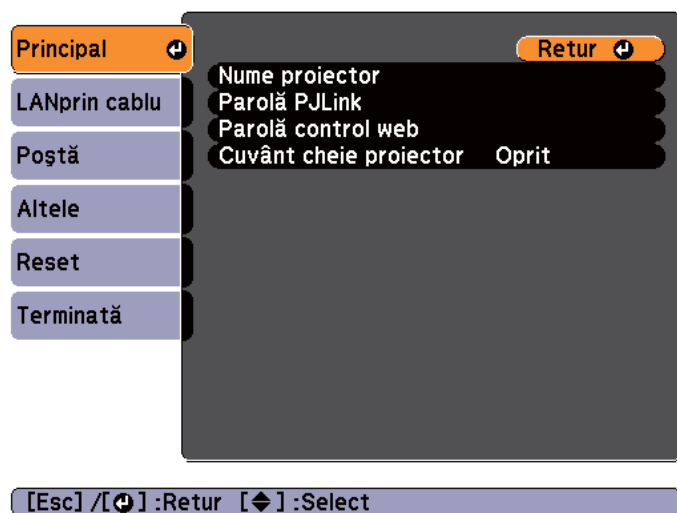 Principal
Retur
Nume proiector
LANprin cablu
Parolă PJLink
Parolă control web
Poştă
Cuvânt cheie proiector Oprit
Altele
Reset
Terminată
[Esc] /[ ] :Retur [ ] :Select